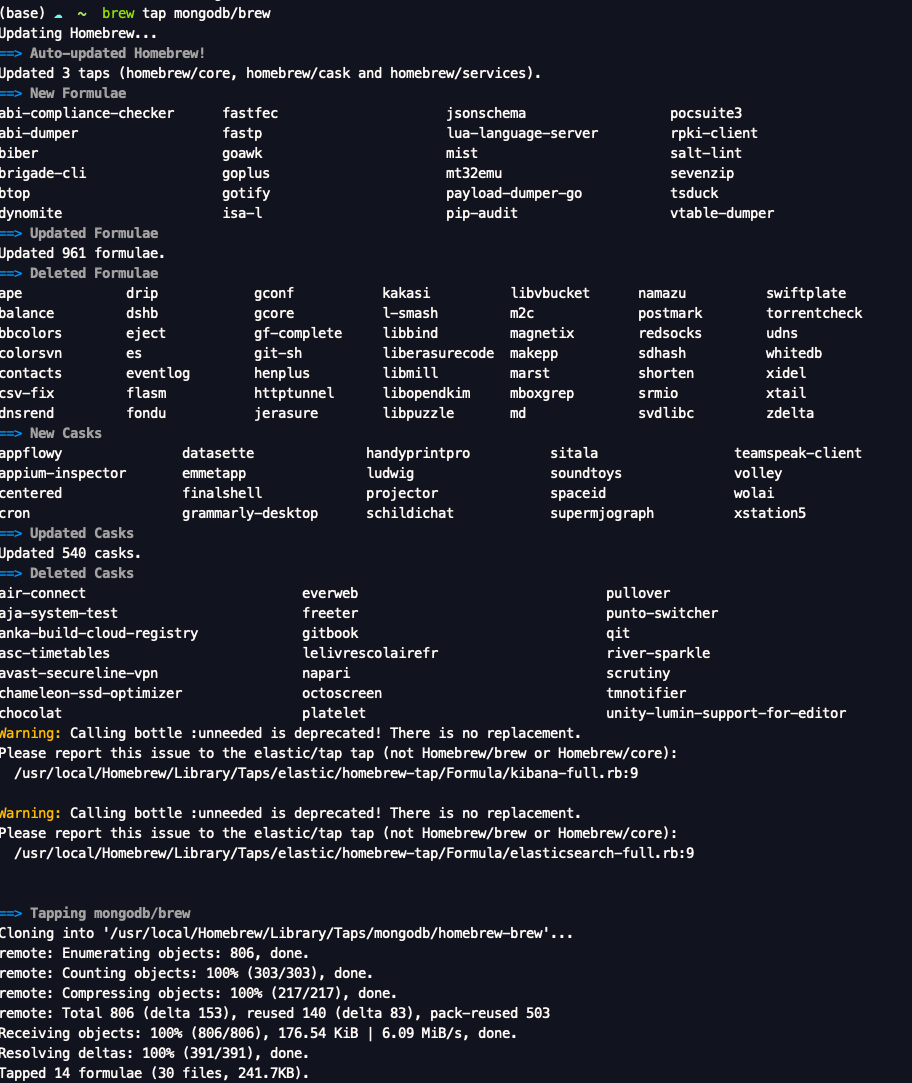 (base) ☁ ~ brew tap mongodb/brew
Updating Homebrew...
==> Auto-updated Homebrew!
Updated 3 taps (homebrew/core, homebrew/cask and homebrew/services).
==> New Formulae
abi-compliance-checker fastfec jsonschema pocsuite3
abi-dumper fastp lua-language-server rpki-client
biber goawk mist salt-lint
brigade-cli goplus mt32emu sevenzip
btop gotify payload-dumper-go tsduck
dynomite isa-l pip-audit vtable-dumper
==> Updated Formulae
Updated 961 formulae.
==> Deleted Formulae
ape drip gconf kakasi libvbucket namazu swiftplate
balance dshb gcore l-smash m2c postmark torrentcheck
bbcolors eject gf-complete libbind magnetix redsocks udns
colorsvn es git-sh liberasurecode makepp sdhash whitedb
contacts eventlog henplus libmill marst shorten xidel
csv-fix flasm httptunnel libopendkim mboxgrep srmio xtail
dnsrend fondu jerasure libpuzzle md svdlibc zdelta
==> New Casks
appflowy datasette handyprintpro sitala teamspeak-client
appium-inspector emmetapp ludwig soundtoys volley
centered finalshell projector spaceid wolai
cron grammarly-desktop schildichat supermjograph xstation5
==> Updated Casks
Updated 540 casks.
==> Deleted Casks
air-connect everweb pullover
aja-system-test freeter punto-switcher
anka-build-cloud-registry gitbook qit
asc-timetables lelivrescolairefr river-sparkle
avast-secureline-vpn napari scrutiny
chameleon-ssd-optimizer octoscreen tmnotifier
chocolat platelet unity-lumin-support-for-editor
Warning: Calling bottle :unneeded is deprecated! There is no replacement.
Please report this issue to the elastic/tap tap (not Homebrew/brew or Homebrew/core):
/usr/local/Homebrew/Library/Taps/elastic/homebrew-tap/Formula/kibana-full.rb:9
Warning: Calling bottle :unneeded is deprecated! There is no replacement.
Please report this issue to the elastic/tap tap (not Homebrew/brew or Homebrew/core):
/usr/local/Homebrew/Library/Taps/elastic/homebrew-tap/Formula/elasticsearch-full.rb:9
==> Tapping mongodb/brew
Cloning into '/usr/local/Homebrew/Library/Taps/mongodb/homebrew-brew'...
remote: Enumerating objects: 806, done.
remote: Counting objects: 100% (303/303), done.
remote: Compressing objects: 100% (217/217), done.
remote: Total 806 (delta 153), reused 140 (delta 83), pack-reused 503
Receiving objects: 100% (806/806), 176.54 KiB | 6.09 MiB/s, done.
Resolving deltas: 100% (391/391), done.
Tapped 14 formulae (30 files, 241.7KB).